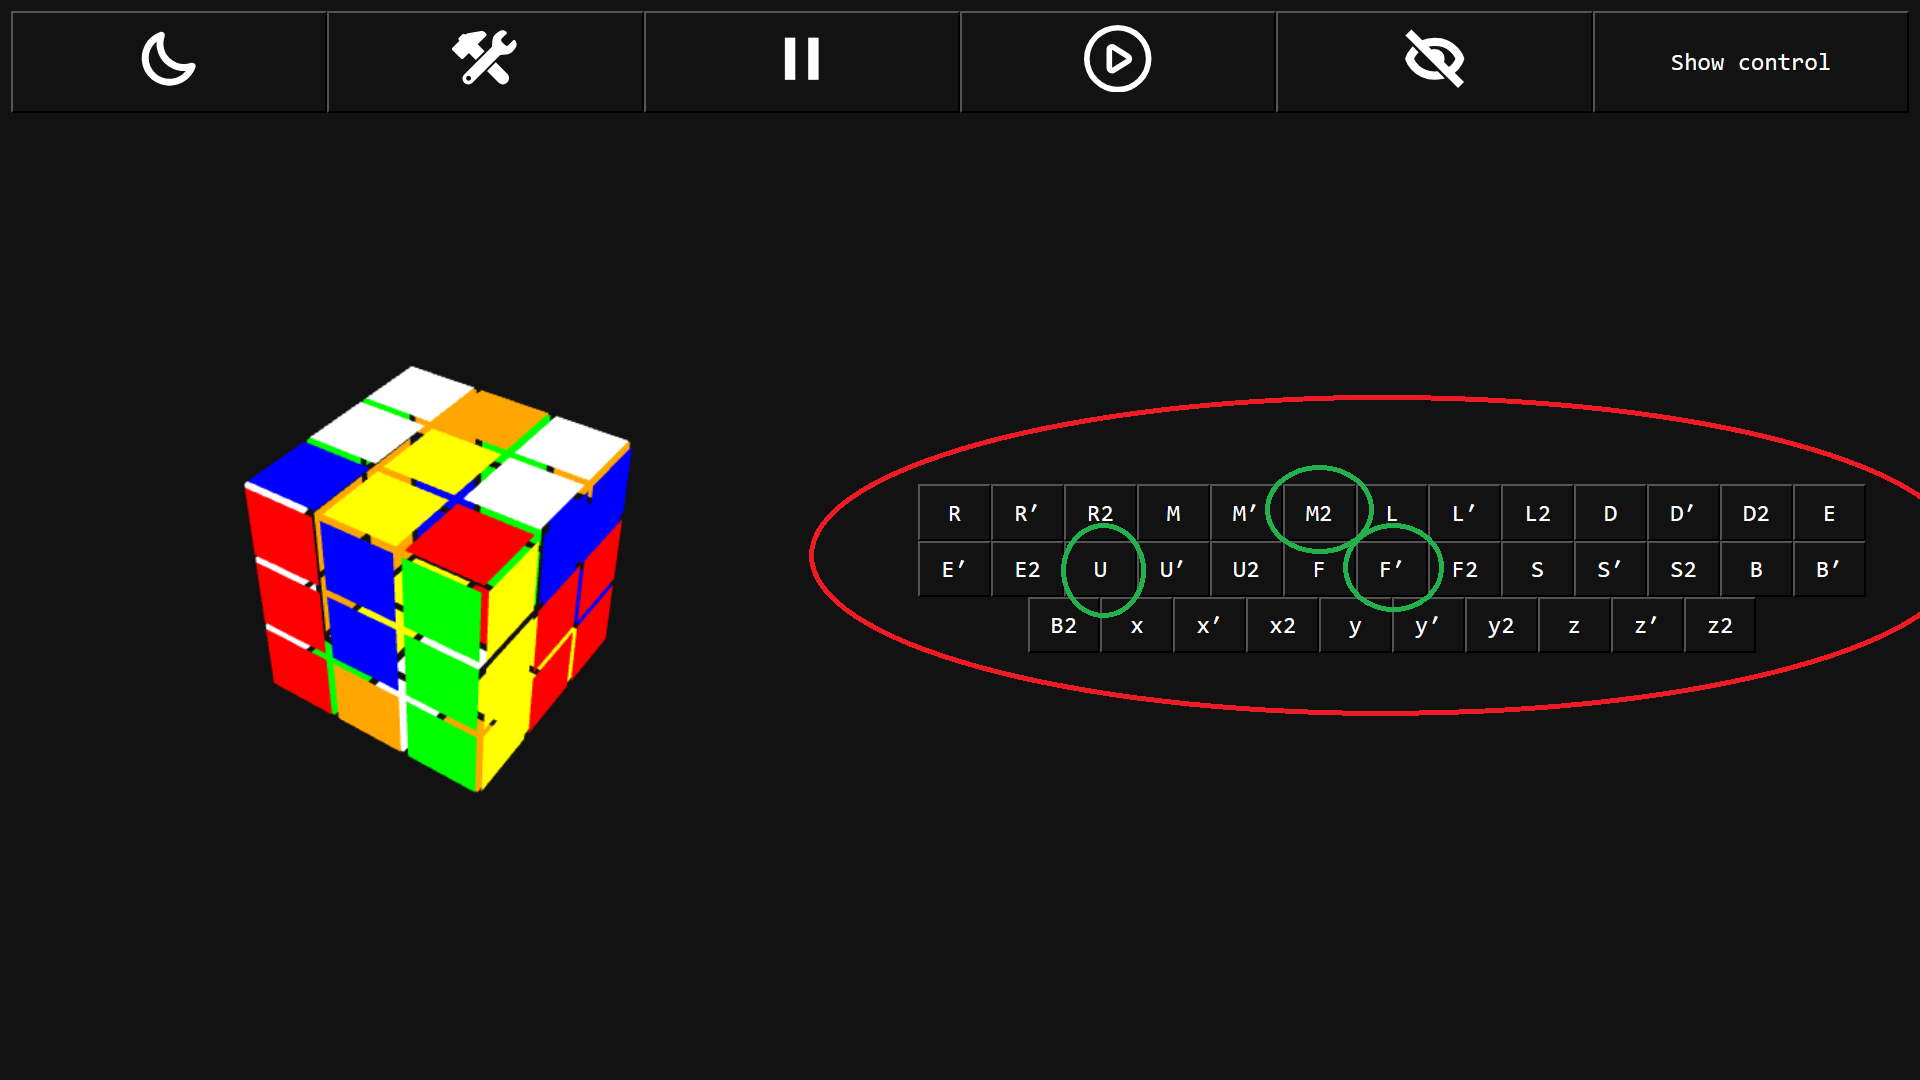 Show control
R R′ R2 M M′ M2 L L′ L2 D D′ D2 E
E′ E2 U U′ U2 F F′ F2 S S′ S2 B B′
B2 x x′ x2 y y′ y2 z z′ z2